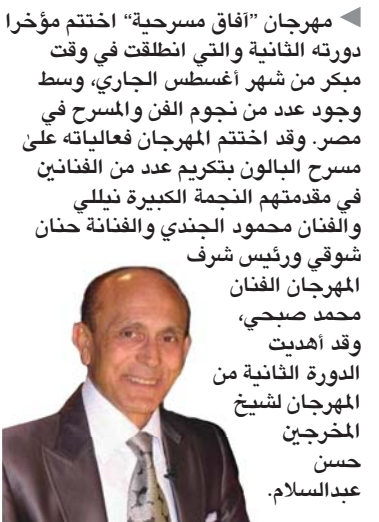 ◀ مهرجان "آفاق مسرحية" اختتم مؤخرا
دورته الثانية والتي انطلقت في وقت
مبكر من شهر أغسطس الجاري، وسط
وجود عدد من نجوم الفن والمسرح في
مصر. وقد اختتم المهرجان فعالياته على
مسرح البالون بتكريم عدد من الفنانين
في مقدمتهم النجمة الكبيرة نيللي
والفنان محمود الجندي والفنانة حنان
شوقي ورئيس شرف
المهرجان الفنان
محمد صبحي،
وقد أهديت
الدورة الثانية من
المهرجان لشيخ
المخرجين
حسن
عبدالسلام.